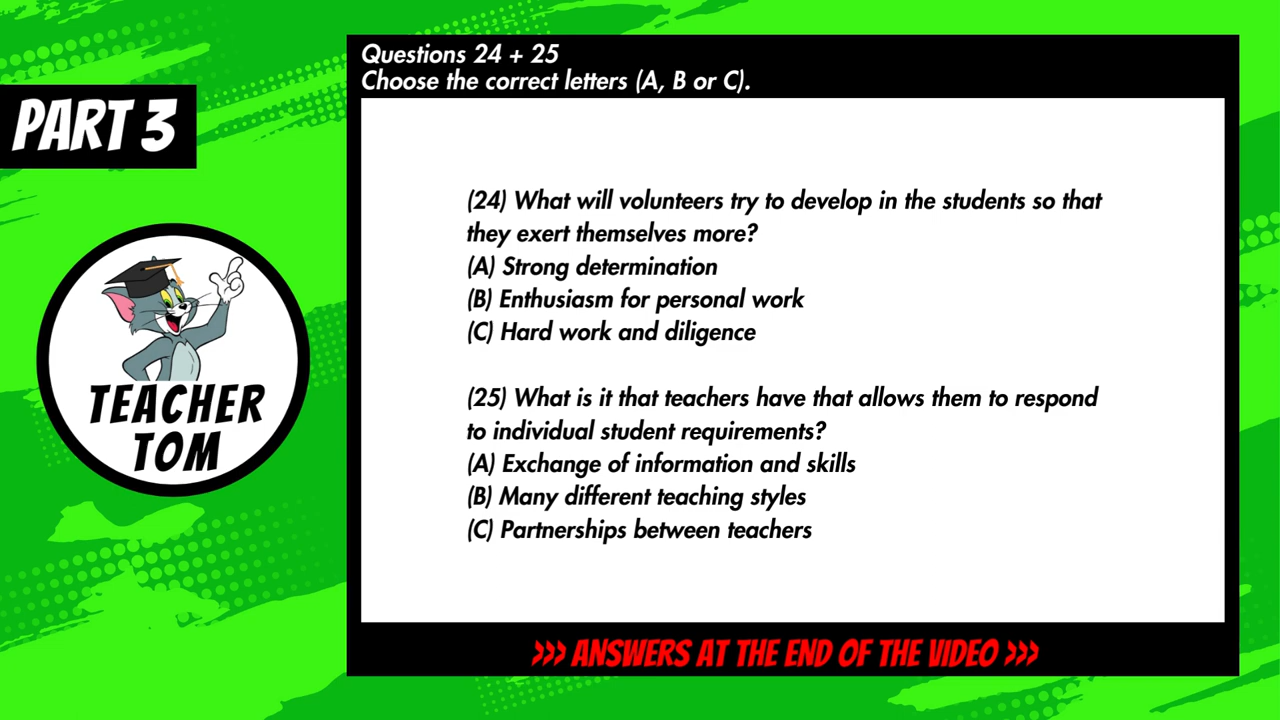 Questions 24 + 25
Choose the correct letters (A, B or C).
PART 3
(24) What will volunteers try to develop in the students so that
they exert themselves more?
(A) Strong determination
(B) Enthusiasm for personal work
(C) Hard work and diligence
(25) What is it that teachers have that allows them to respond
to individual student requirements?
(A) Exchange of information and skills
(B) Many different teaching styles
(C) Partnerships between teachers
TEACHER
TOM
>>> ANSWERS AT THE END OF THE VIDEO >>>